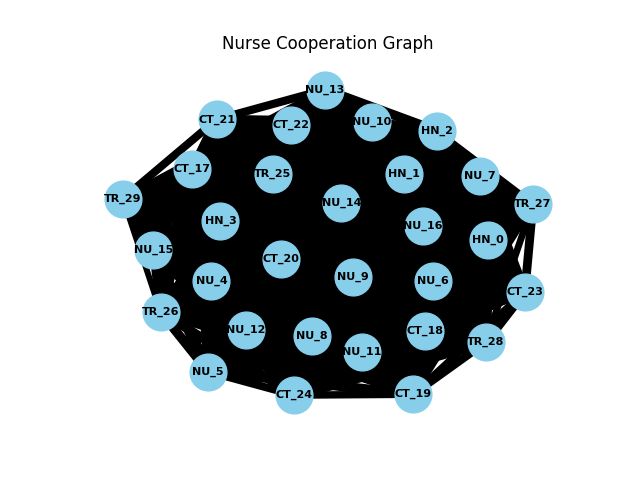 Nurse Cooperation Graph
NU_13
CT_21
CT_22
NU_10
HN_2
CT_17
TR_25
HN_1
NU_7
TR_29
NU_14
TR_27
HN_3
NU_16
HN_0
NU_15
CT_20
NU_4
NU_9
NU_6
CT_23
TR_26
NU_12
NU_8
CT_18
TR_28
NU_11
NU_5
CT_24
CT_19